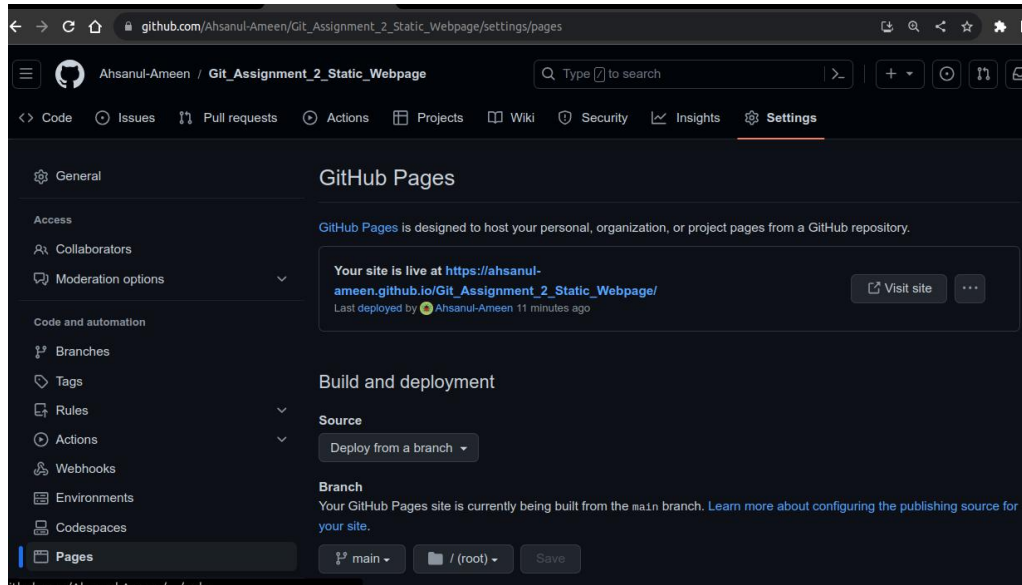 github.com/Ahsanul-Ameen/Git_Assignment_2_Static_Webpage/settings/pages
Ahsanul-Ameen / Git_Assignment_2_Static_Webpage
Type / to search
Code Issues Pull requests Actions Projects Wiki Security Insights Settings
General
Access
Collaborators
Moderation options
Code and automation
Branches
Tags
Rules
Actions
Webhooks
Environments
Codespaces
Pages
GitHub Pages
GitHub Pages is designed to host your personal, organization, or project pages from a GitHub repository.
Your site is live at https://ahsanul-
ameen.github.io/Git_Assignment_2_Static_Webpage/
Last deployed by Ahsanul-Ameen 11 minutes ago
Visit site
Build and deployment
Source
Deploy from a branch
Branch
Your GitHub Pages site is currently being built from the main branch. Learn more about configuring the publishing source for
your site.
main / (root) Save